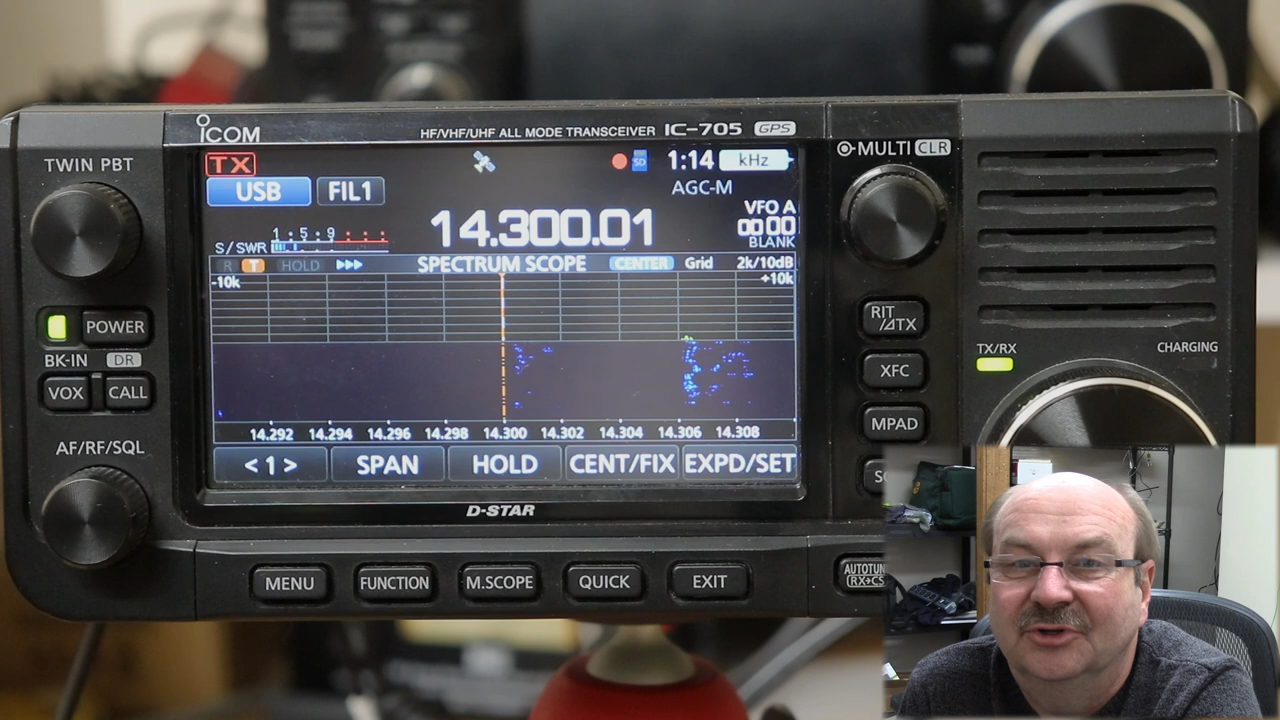 ICOM
HF/VHF/UHF ALL MODE TRANSCEIVER IC-705 GPS
TWIN PBT
TX
SD
1:14
kHz
USB
FIL1
AGC-M
14.300.01
VFO A
00 00
BLANK
1 · 5 · 9
S/SWR
R T HOLD
SPECTRUM SCOPE
CENTER
Grid
2k/10dB
-10k
+10k
14.292 14.294 14.296 14.298 14.300 14.302 14.304 14.306 14.308
<1>
SPAN
HOLD
CENT/FIX
EXPD/SET
POWER
BK-IN
DR
VOX
CALL
AF/RF/SQL
D-STAR
MENU
FUNCTION
M.SCOPE
QUICK
EXIT
MULTI CLR
RIT
/⊿TX
XFC
MPAD
TX/RX
CHARGING